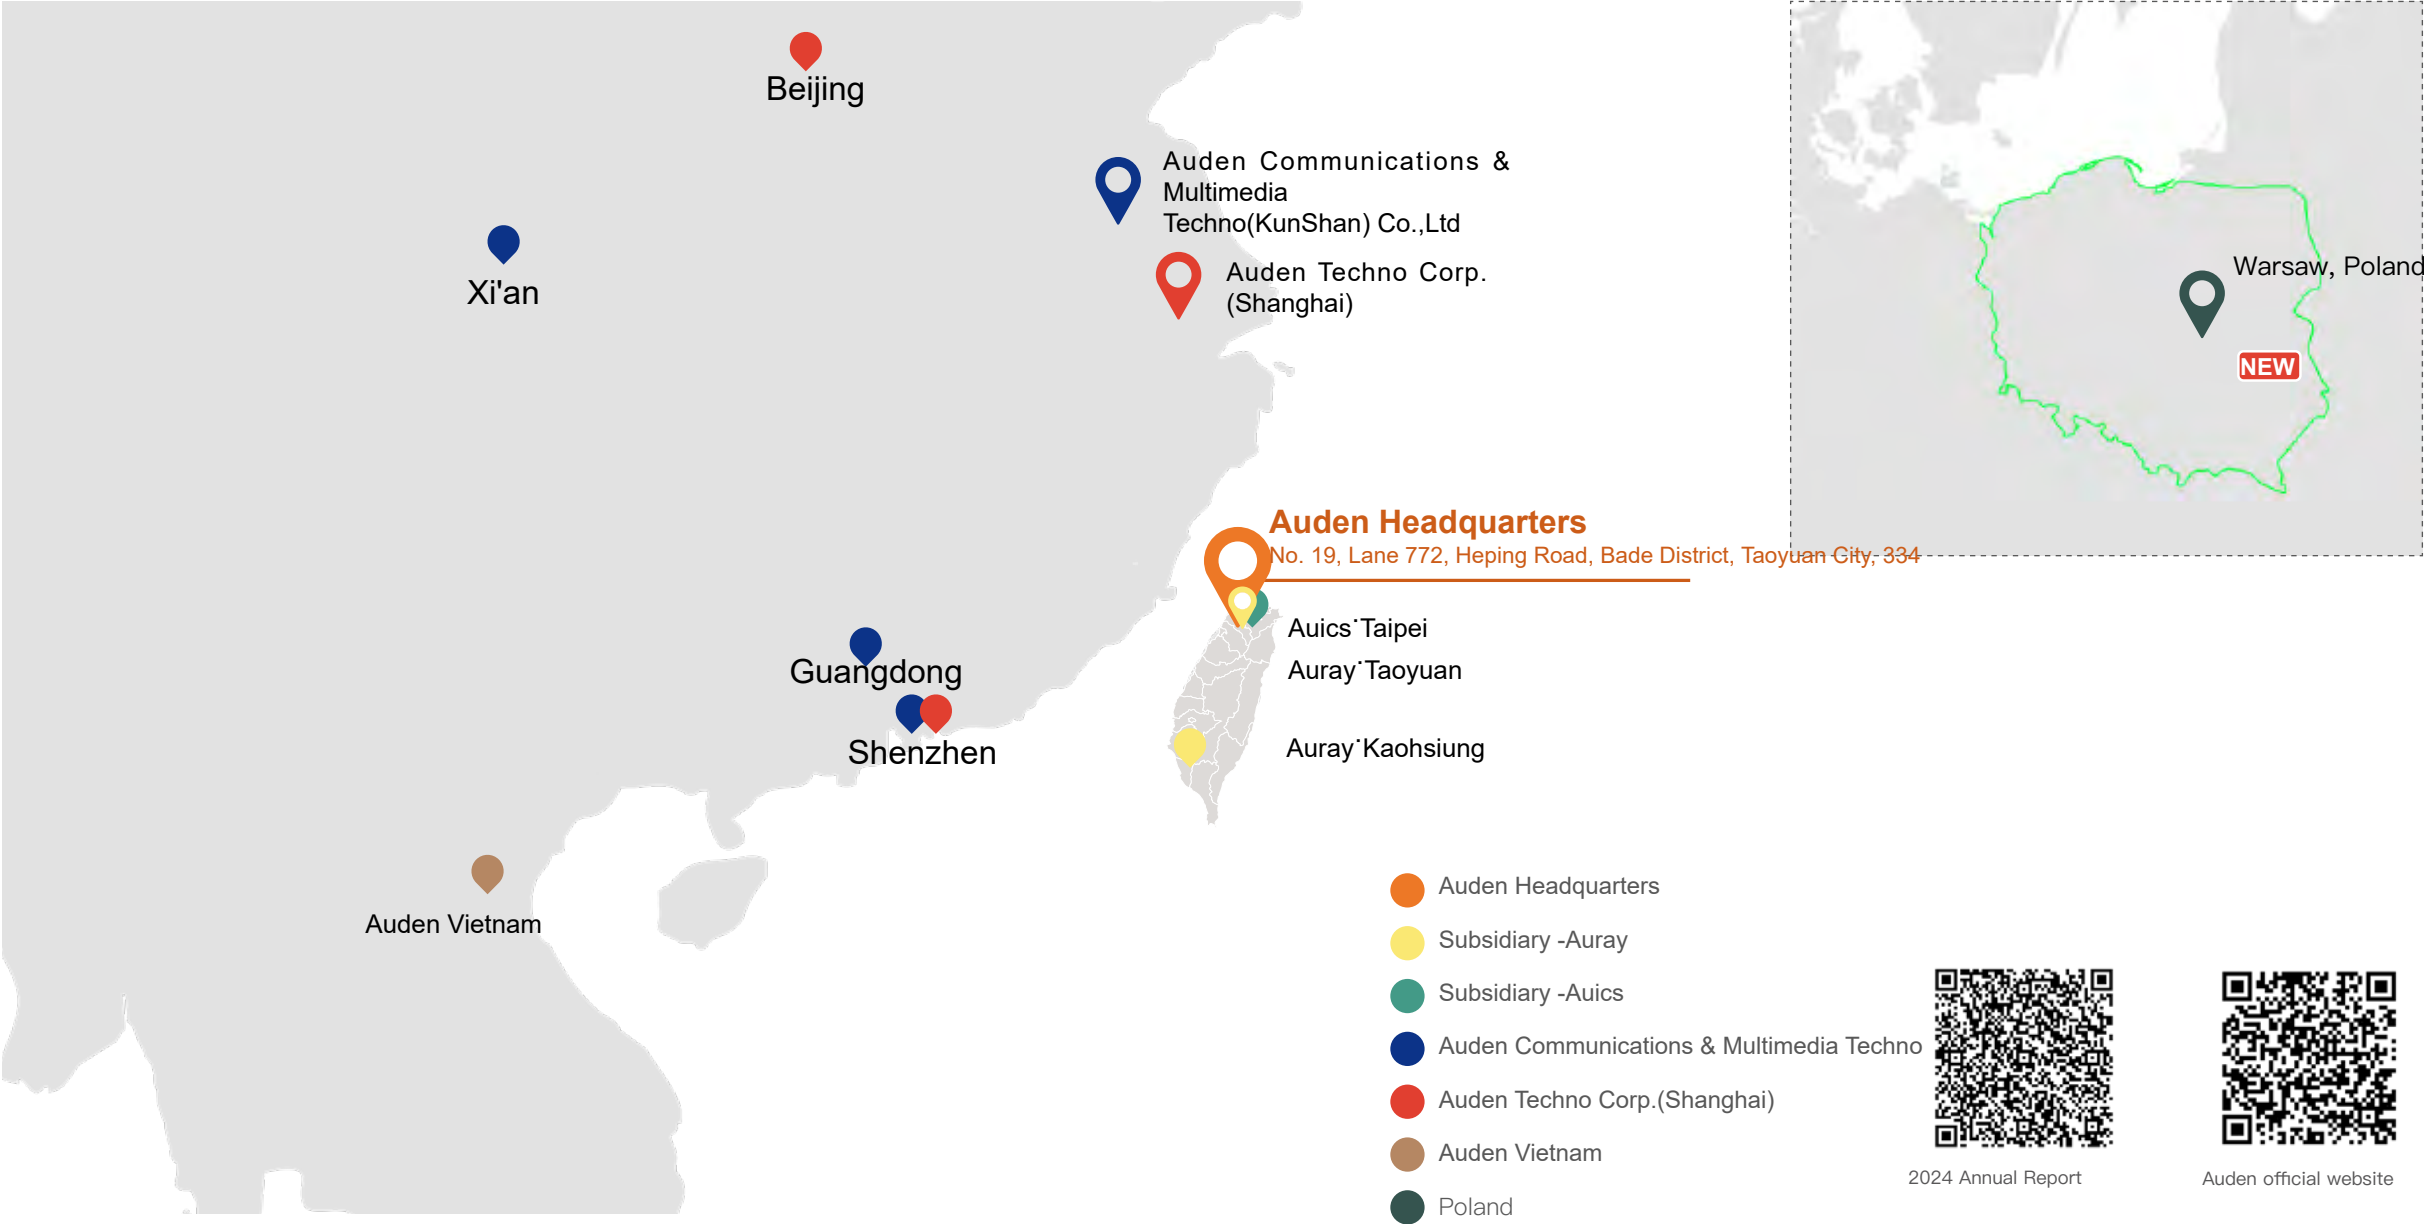 Beijing
Auden Communications &
Multimedia
Techno(KunShan) Co.,Ltd
Xi'an
Auden Techno Corp.
(Shanghai)
Warsaw, Poland
NEW
Auden Headquarters
No. 19, Lane 772, Heping Road, Bade District, Taoyuan City, 334
Auics˙Taipei
Auray˙Taoyuan
Guangdong
Shenzhen
Auray˙Kaohsiung
Auden Vietnam
Auden Headquarters
Subsidiary -Auray
Subsidiary -Auics
Auden Communications & Multimedia Techno
Auden Techno Corp.(Shanghai)
Auden Vietnam
Poland
2024 Annual Report
Auden official website